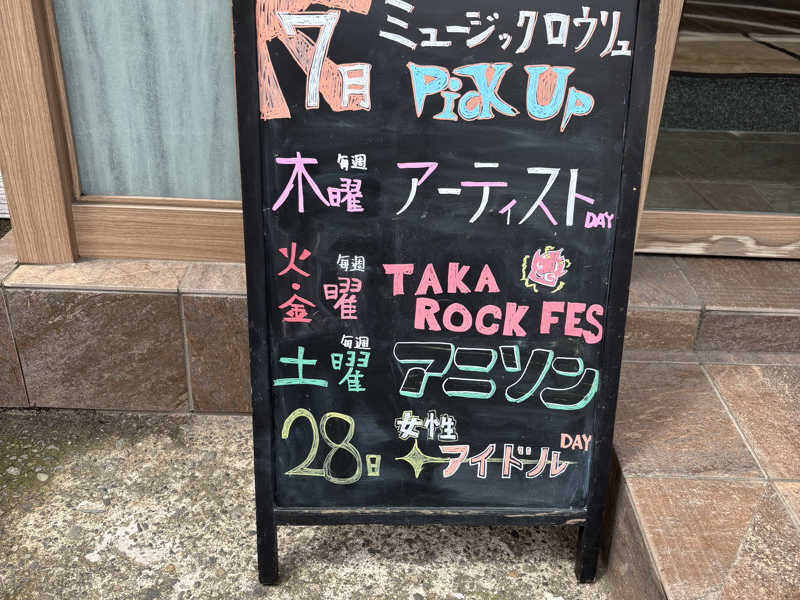 7月 ミュージックロウリュ
PicK UP
毎週
木曜 アーティスト DAY
毎週
火・金曜 TAKA
ROCK FES
毎週
土曜 アニソン
28日 女性
アイドル DAY